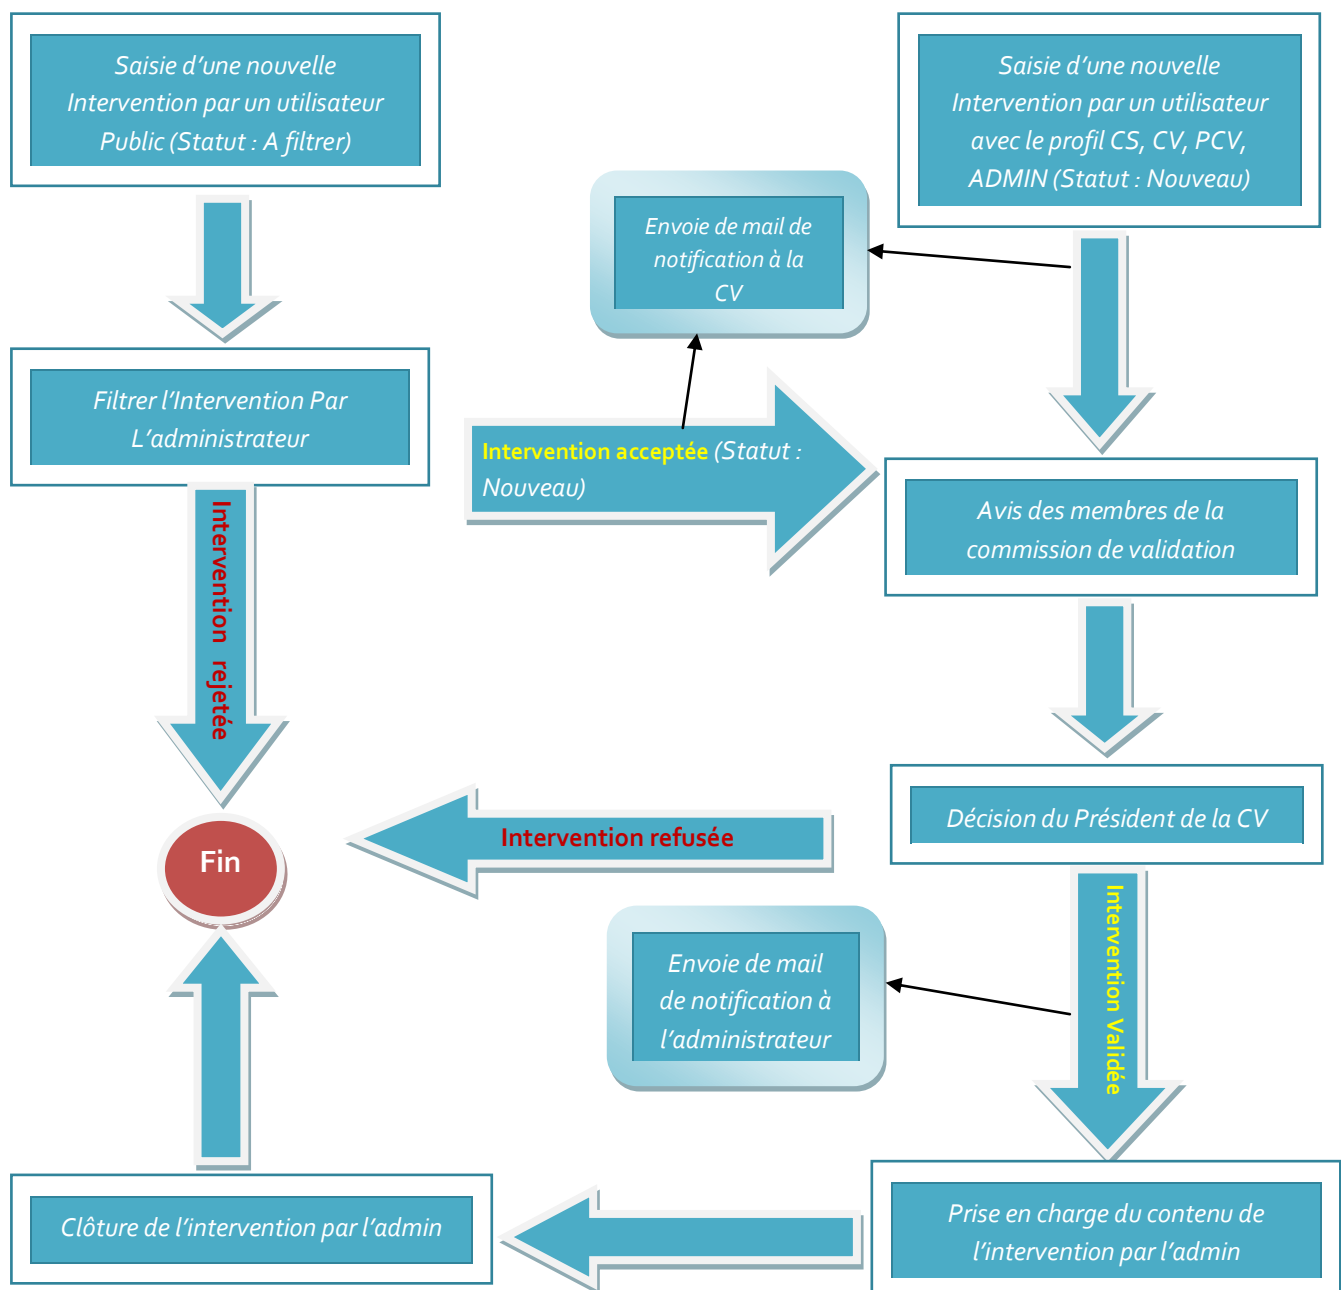 Saisie d'une nouvelle
Intervention par un utilisateur
Public (Statut : A filtrer)
Saisie d'une nouvelle
Intervention par un utilisateur
avec le profil CS, CV, PCV,
ADMIN (Statut : Nouveau)
Envoie de mail de
notification à la
CV
Filtrer l'Intervention Par
L'administrateur
Intervention acceptée (Statut :
Nouveau)
Avis des membres de la
commission de validation
Intervention rejetée
Décision du Président de la CV
Intervention refusée
Fin
Intervention Validée
Envoie de mail
de notification à
l'administrateur
Clôture de l'intervention par l'admin
Prise en charge du contenu de
l'intervention par l'admin